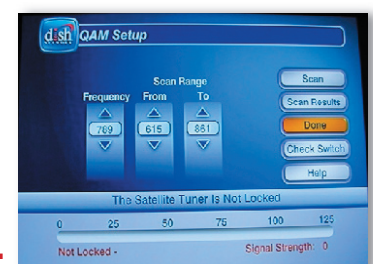 dish QAM Setup
Scan Range
Frequency From To
789 615 861
Scan
Scan Results
Done
Check Switch
Help
The Satellite Tuner Is Not Locked
0 25 50 75 100 125
Not Locked - Signal Strength: 0